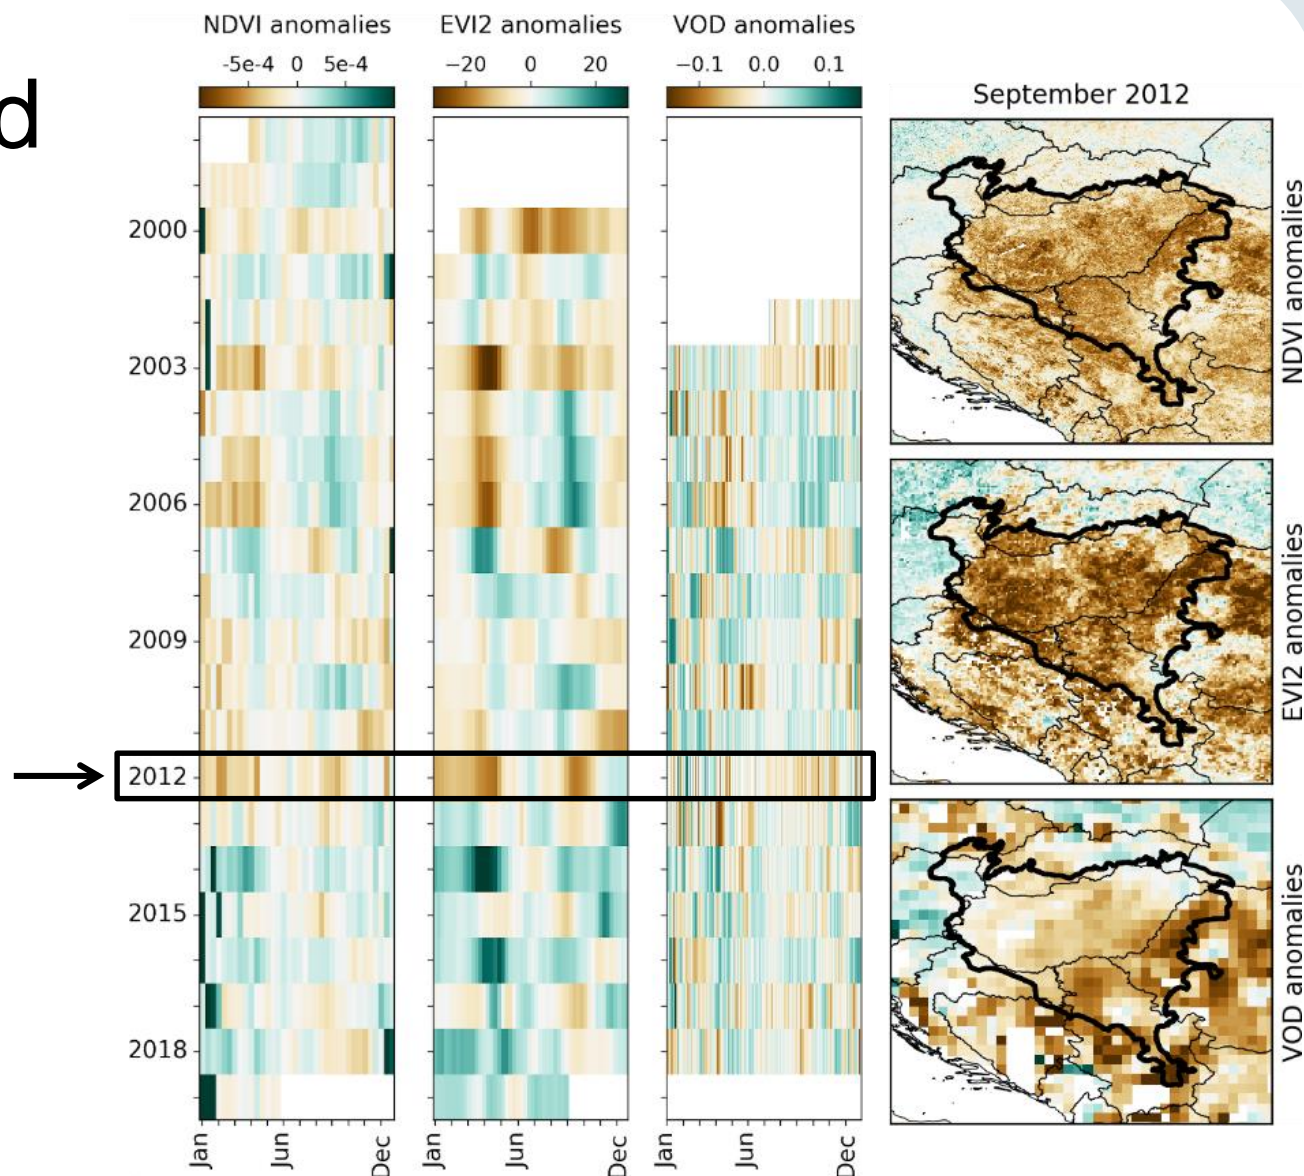 d
NDVI anomalies
-5e-4 0 5e-4
EVI2 anomalies
−20 0 20
VOD anomalies
−0.1 0.0 0.1
2000
2003
2006
2009
2012
2015
2018
Jan Jun Dec
Jan Jun Dec
Jan Jun Dec
September 2012
NDVI anomalies
EVI2 anomalies
VOD anomalies